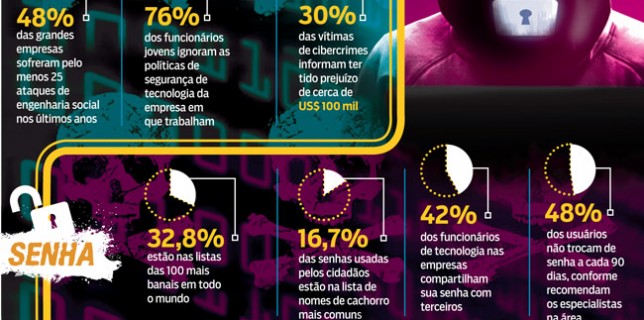 48%
das grandes
empresas
sofreram pelo
menos 25
ataques de
engenharia social
nos últimos anos
76%
dos funcionários
jovens ignoram as
políticas de
segurança de
tecnologia da
empresa em
que trabalham
30%
das vítimas
de cibercrimes
informam ter
tido prejuízo
de cerca de
US$ 100 mil
SENHA
32,8%
estão nas listas
das 100 mais
banais em todo
o mundo
16,7%
das senhas usadas
pelos cidadãos
estão na lista de
nomes de cachorro
mais comuns
42%
dos funcionários
de tecnologia nas
empresas
compartilham
sua senha com
terceiros
48%
dos usuários
não trocam de
senha a cada 90
dias, conforme
recomendam
os especialistas
na área